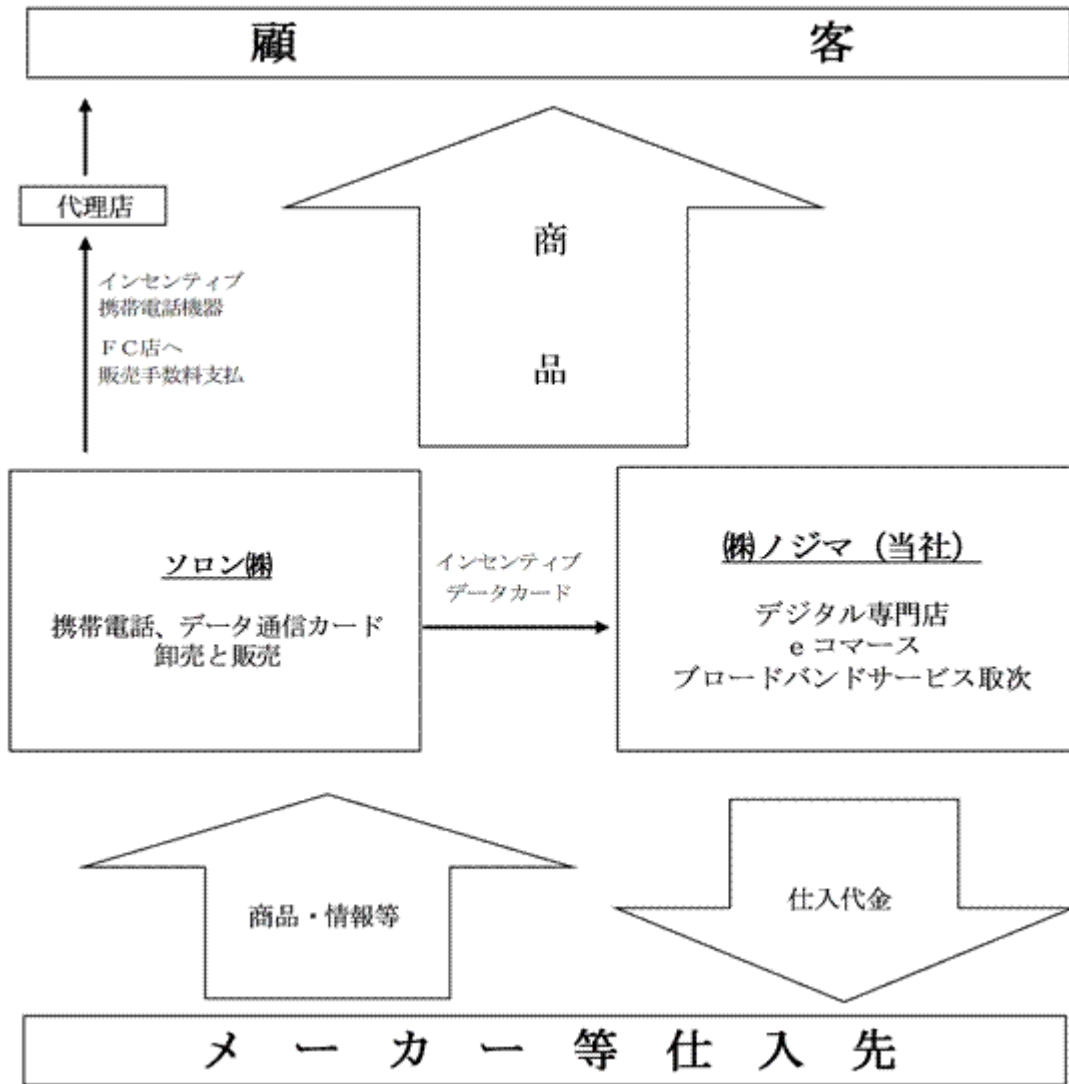 顧客
代理店
インセンティブ
携帯電話機器
FC店へ
販売手数料支払
商
品
ソロン㈱
携帯電話、データ通信カード
卸売と販売
インセンティブ
データカード
㈱ノジマ（当社）
デジタル専門店
eコマース
ブロードバンドサービス取次
商品・情報等
仕入代金
メーカー等仕入先